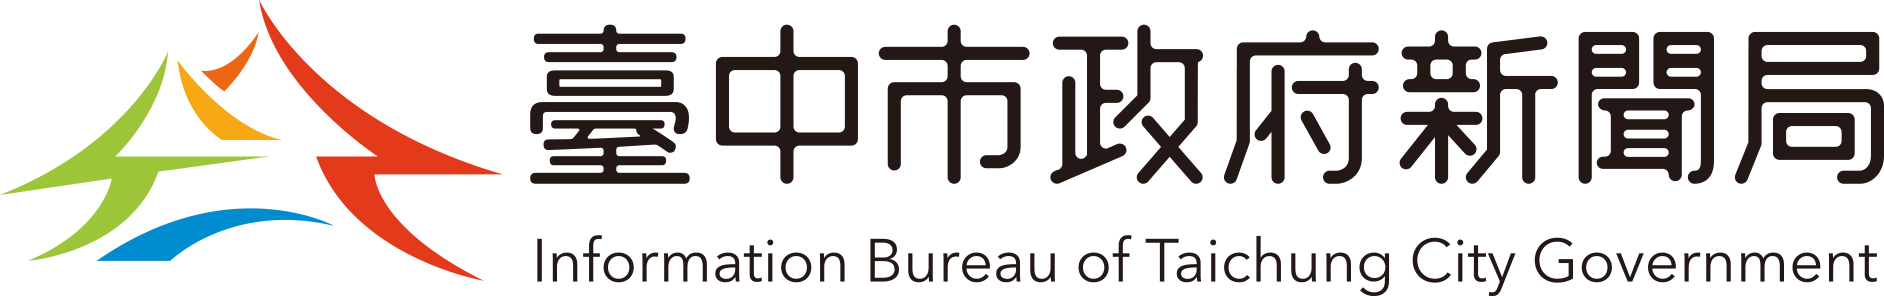 臺中市政府新聞局
Information Bureau of Taichung City Government